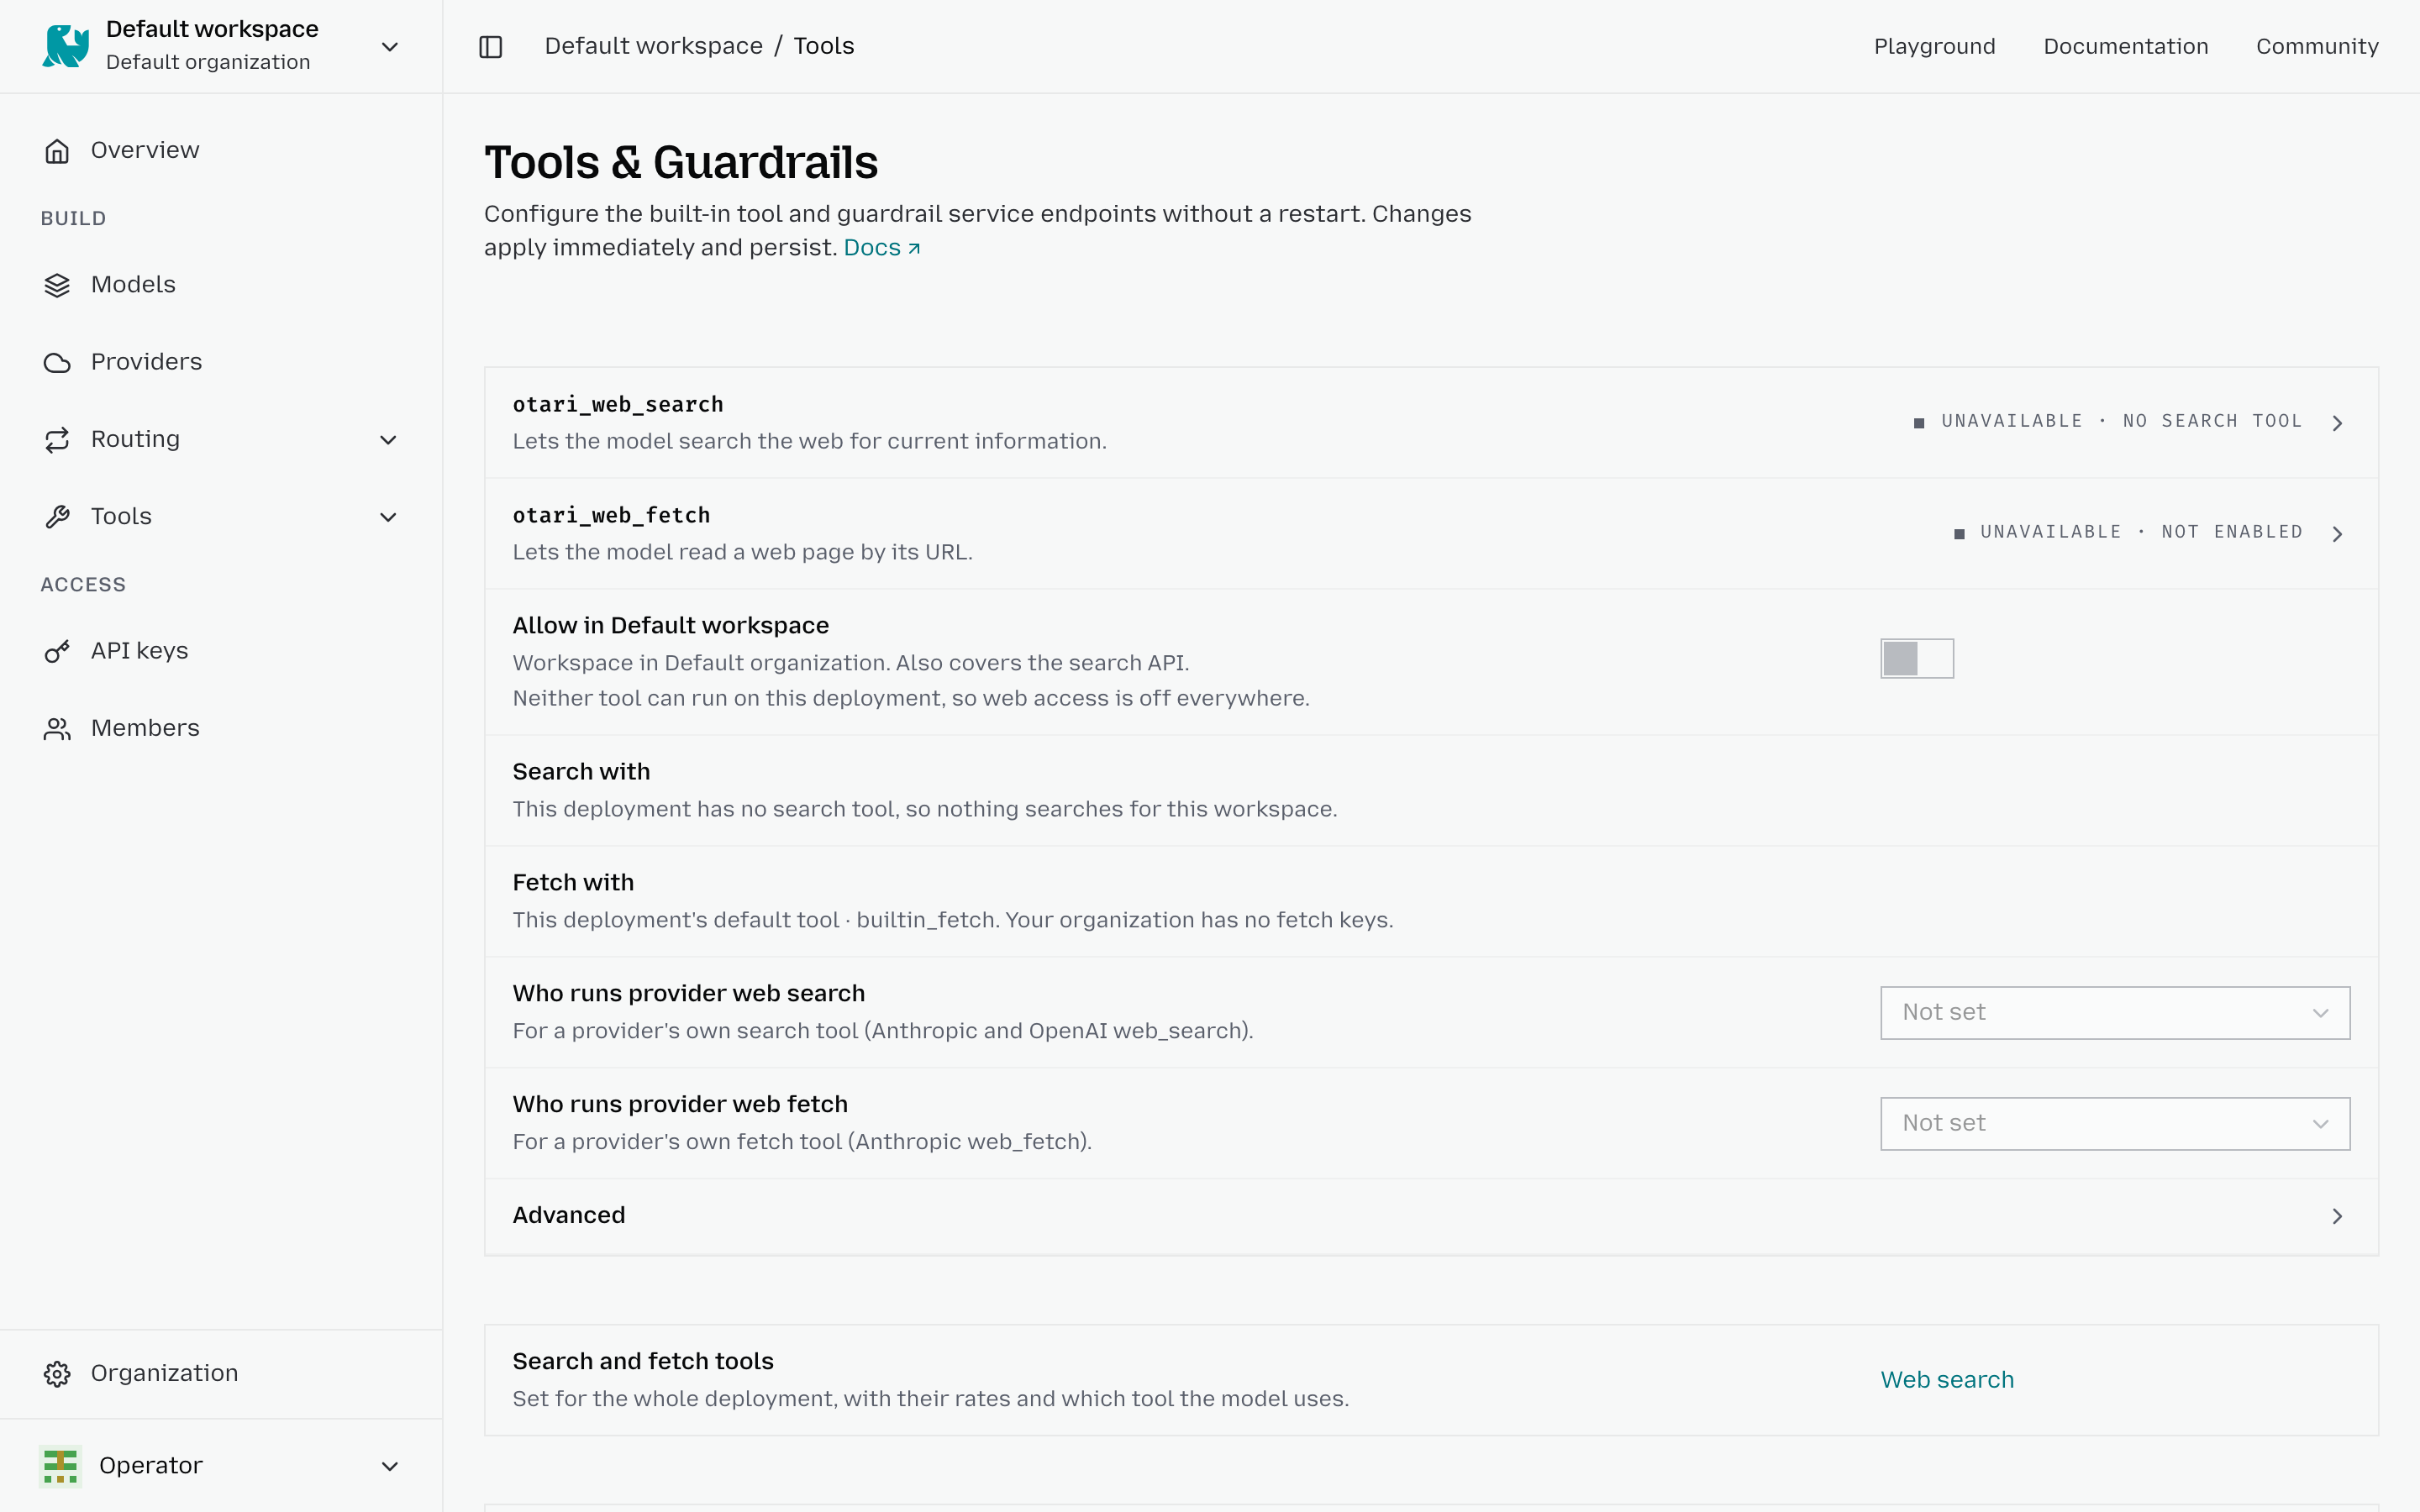 Default workspace
Default organization
Default workspace / Tools
Playground
Documentation
Community
Overview
BUILD
Models
Providers
Routing
Tools
ACCESS
API keys
Members
Organization
Operator
Tools & Guardrails
Configure the built-in tool and guardrail service endpoints without a restart. Changes
apply immediately and persist. Docs ↗
otari_web_search
Lets the model search the web for current information.
UNAVAILABLE · NO SEARCH TOOL
otari_web_fetch
Lets the model read a web page by its URL.
UNAVAILABLE · NOT ENABLED
Allow in Default workspace
Workspace in Default organization. Also covers the search API.
Neither tool can run on this deployment, so web access is off everywhere.
Search with
This deployment has no search tool, so nothing searches for this workspace.
Fetch with
This deployment's default tool · builtin_fetch. Your organization has no fetch keys.
Who runs provider web search
For a provider's own search tool (Anthropic and OpenAI web_search).
Not set
Who runs provider web fetch
For a provider's own fetch tool (Anthropic web_fetch).
Not set
Advanced
Search and fetch tools
Set for the whole deployment, with their rates and which tool the model uses.
Web search